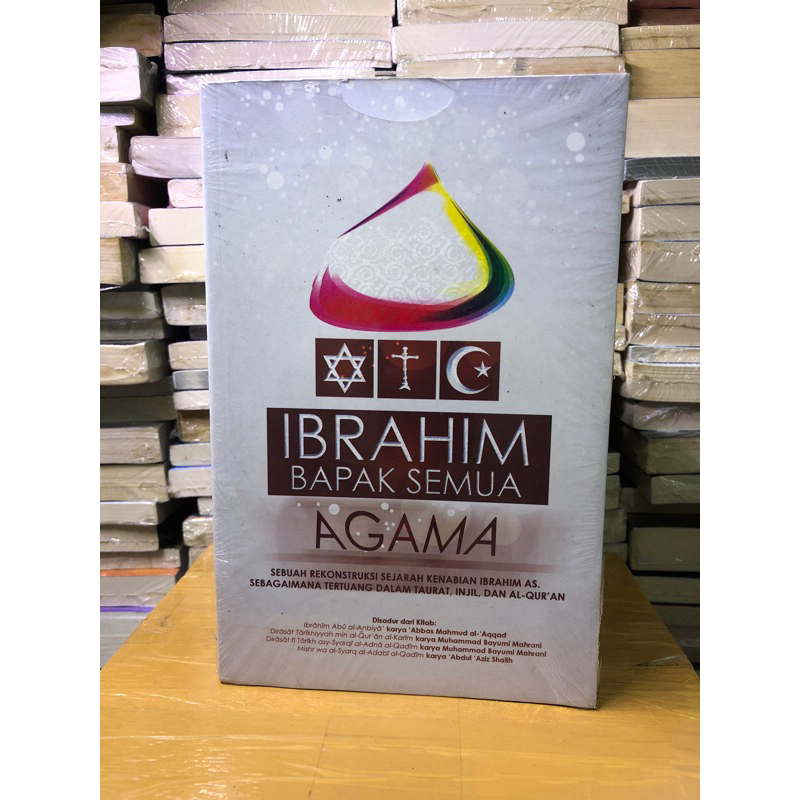 IBRAHIM
BAPAK SEMUA
AGAMA
SEBUAH REKONSTRUKSI SEJARAH KENABIAN IBRAHIM AS.
SEBAGAIMANA TERTUANG DALAM TAURAT, INJIL, DAN AL-QUR'AN
Disadur dari Kitab:
Ibrâhîm Abû al-Anbiyâ' karya 'Abbas Mahmud al-'Aqqad
Dirâsât Târîkhiyyah min al-Qur'ân al-Karîm karya Muhammad Bayumi Mahrani
Dirâsât fî Târîkh asy-Syarqî al-Adnâ al-Qadîm karya Muhammad Bayumi Mahrani
Mishr wa al-Syarq al-Adabî al-Qadîm karya 'Abdul 'Aziz Shalih